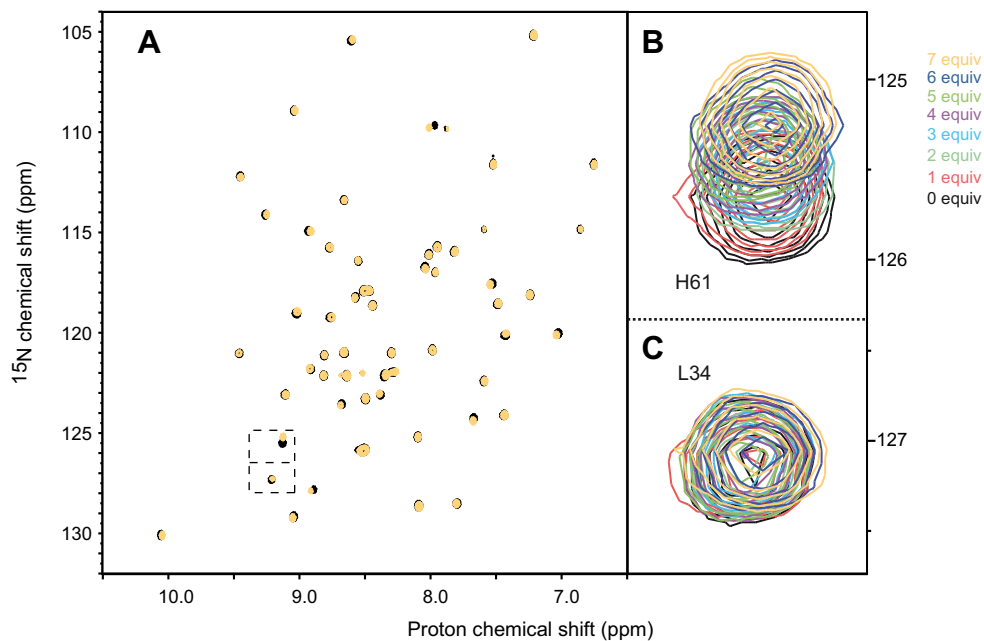 A
B
C
105
110
115
120
125
130
15N chemical shift (ppm)
10.0
9.0
8.0
7.0
Proton chemical shift (ppm)
H61
L34
125
126
127
7 equiv
6 equiv
5 equiv
4 equiv
3 equiv
2 equiv
1 equiv
0 equiv